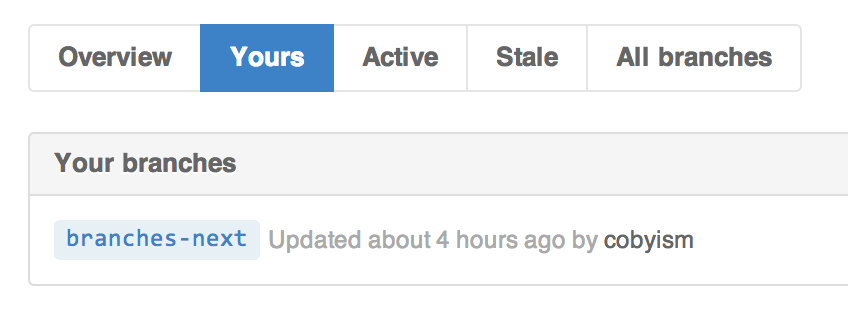 Overview Yours Active Stale All branches
Your branches
branches-next Updated about 4 hours ago by cobyism